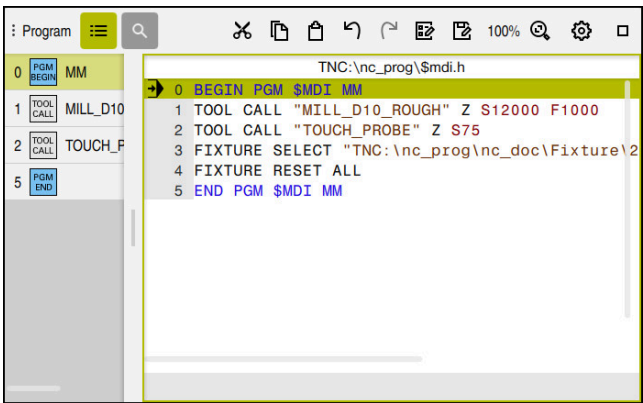 Program 100%
0 PGM BEGIN MM
1 TOOL CALL MILL_D10
2 TOOL CALL TOUCH_P
5 PGM END
TNC:\nc_prog\$mdi.h
0 BEGIN PGM $MDI MM
1 TOOL CALL "MILL_D10_ROUGH" Z S12000 F1000
2 TOOL CALL "TOUCH_PROBE" Z S75
3 FIXTURE SELECT "TNC:\nc_prog\nc_doc\Fixture\2
4 FIXTURE RESET ALL
5 END PGM $MDI MM